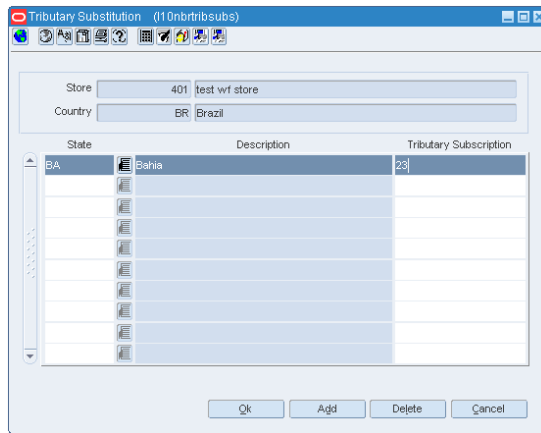 Tributary Substitution (l10nbrtribsubs)
Store 401 test wf store
Country BR Brazil
State Description Tributary Subscription
BA Bahia 23
Ok Add Delete Cancel